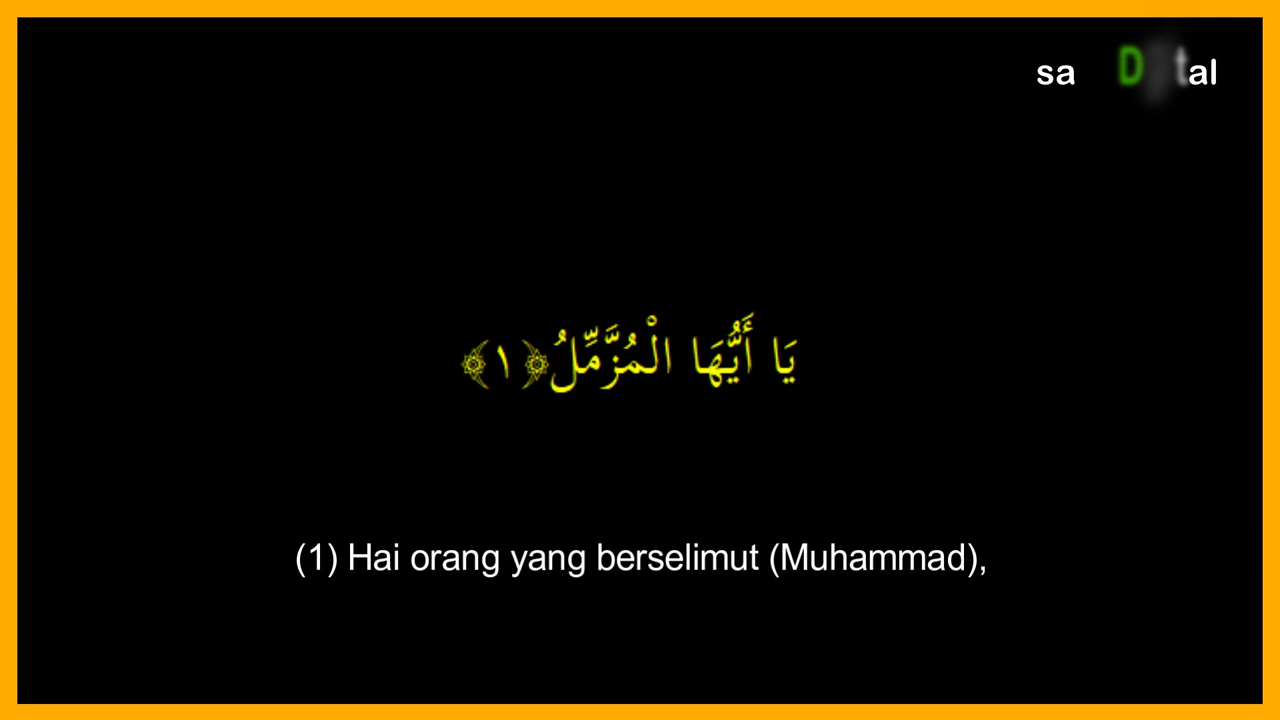 يَا أَيُّهَا الْمُزَّمِّلُ ﴿١﴾
(1) Hai orang yang berselimut (Muhammad),